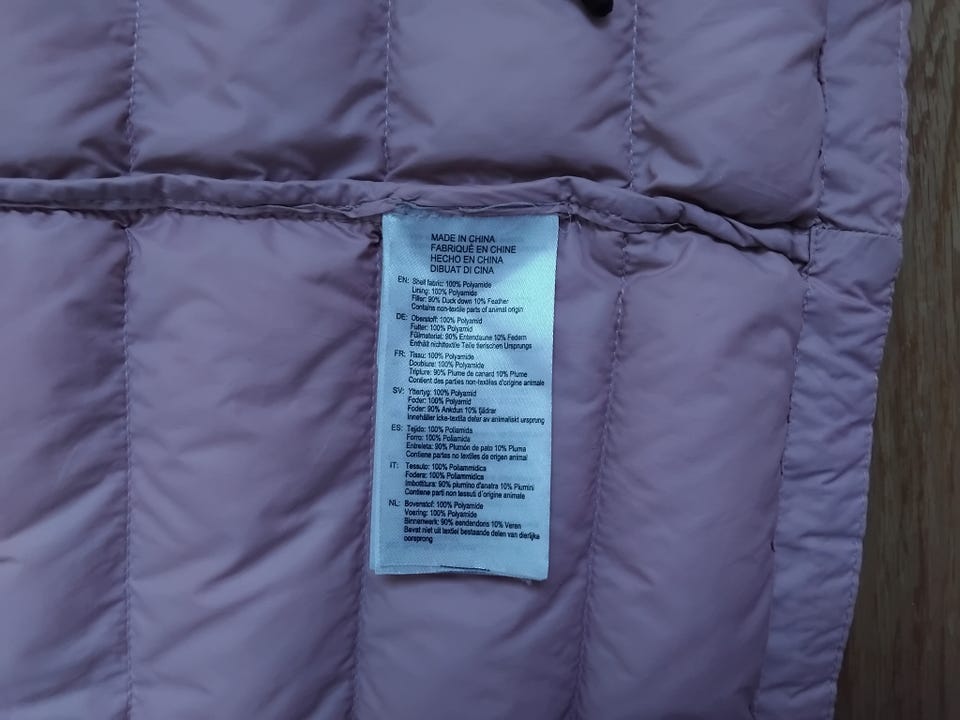 MADE IN CHINA
FABRIQUÉ EN CHINE
HECHO EN CHINA
DIBUAT DI CINA
EN: Shell fabric: 100% Polyamide
Lining: 100% Polyamide
Filler: 90% Duck down 10% Feather
Contains non-textile parts of animal origin
DE: Oberstoff: 100% Polyamid
Futter: 100% Polyamid
Füllmaterial: 90% Entendaune 10% Federn
Enthält nichttextile Teile tierischen Ursprungs
FR: Tissu: 100% Polyamide
Doublure: 100% Polyamide
Triplure: 90% Plume de canard 10% Plume
Contient des parties non-textiles d'origine animale
SV: Yttertyg: 100% Polyamid
Foder: 100% Polyamid
Foder: 90% Ankdun 10% fjädrar
Innehåller icke-textila delar av animaliskt ursprung
ES: Tejido: 100% Poliamida
Forro: 100% Poliamida
Entretela: 90% Plumón de pato 10% Pluma
Contiene partes no textiles de origen animal
IT: Tessuto: 100% Poliammidica
Fodera: 100% Poliammidica
Imbottitura: 90% piumino d'anatra 10% Piumini
Contiene parti non tessuti d'origine animale
NL: Bovenstof: 100% Polyamide
Voering: 100% Polyamide
Binnenwerk: 90% eendendons 10% Veren
Bevat niet uit textiel bestaande delen van dierlijke
oorsprong